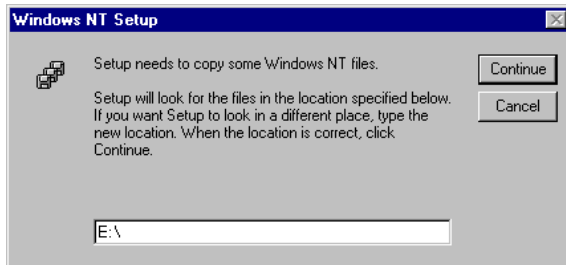 Windows NT Setup
Setup needs to copy some Windows NT files.
Continue
Setup will look for the files in the location specified below.
If you want Setup to look in a different place, type the
new location. When the location is correct, click
Continue.
Cancel
E:\